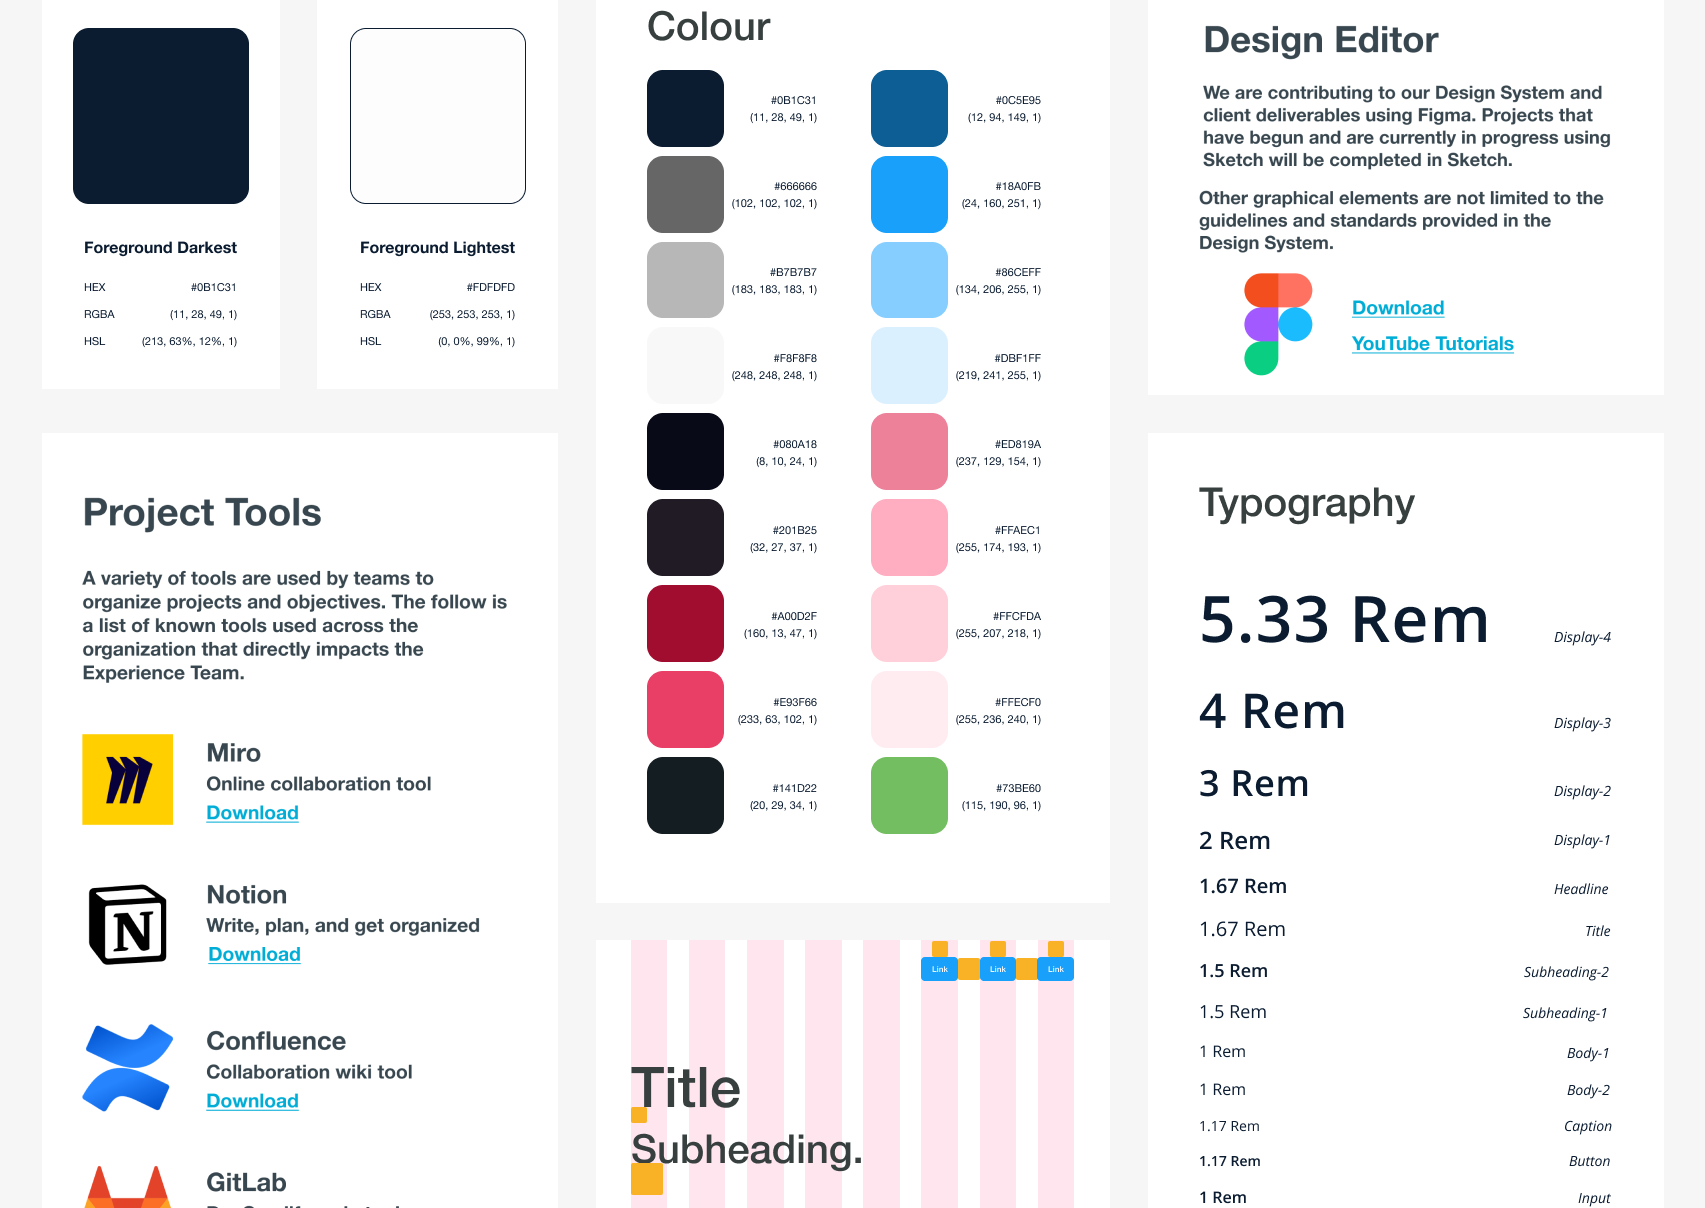 Foreground Darkest
HEX #0B1C31
RGBA (11, 28, 49, 1)
HSL (213, 63%, 12%, 1)
Foreground Lightest
HEX #FDFDFD
RGBA (253, 253, 253, 1)
HSL (0, 0%, 99%, 1)
Project Tools
A variety of tools are used by teams to
organize projects and objectives. The follow is
a list of known tools used across the
organization that directly impacts the
Experience Team.
Miro
Online collaboration tool
Download
N
Notion
Write, plan, and get organized
Download
Confluence
Collaboration wiki tool
Download
GitLab
Colour
#0B1C31
(11, 28, 49, 1)
#0C5E95
(12, 94, 149, 1)
#666666
(102, 102, 102, 1)
#18A0FB
(24, 160, 251, 1)
#B7B7B7
(183, 183, 183, 1)
#86CEFF
(134, 206, 255, 1)
#F8F8F8
(248, 248, 248, 1)
#DBF1FF
(219, 241, 255, 1)
#080A18
(8, 10, 24, 1)
#ED819A
(237, 129, 154, 1)
#201B25
(32, 27, 37, 1)
#FFAEC1
(255, 174, 193, 1)
#A00D2F
(160, 13, 47, 1)
#FFCFDA
(255, 207, 218, 1)
#E93F66
(233, 63, 102, 1)
#FFECF0
(255, 236, 240, 1)
#141D22
(20, 29, 34, 1)
#73BE60
(115, 190, 96, 1)
Link Link Link
Title
Subheading.
Design Editor
We are contributing to our Design System and
client deliverables using Figma. Projects that
have begun and are currently in progress using
Sketch will be completed in Sketch.
Other graphical elements are not limited to the
guidelines and standards provided in the
Design System.
Download
YouTube Tutorials
Typography
5.33 Rem Display-4
4 Rem Display-3
3 Rem Display-2
2 Rem Display-1
1.67 Rem Headline
1.67 Rem Title
1.5 Rem Subheading-2
1.5 Rem Subheading-1
1 Rem Body-1
1 Rem Body-2
1.17 Rem Caption
1.17 Rem Button
1 Rem Input